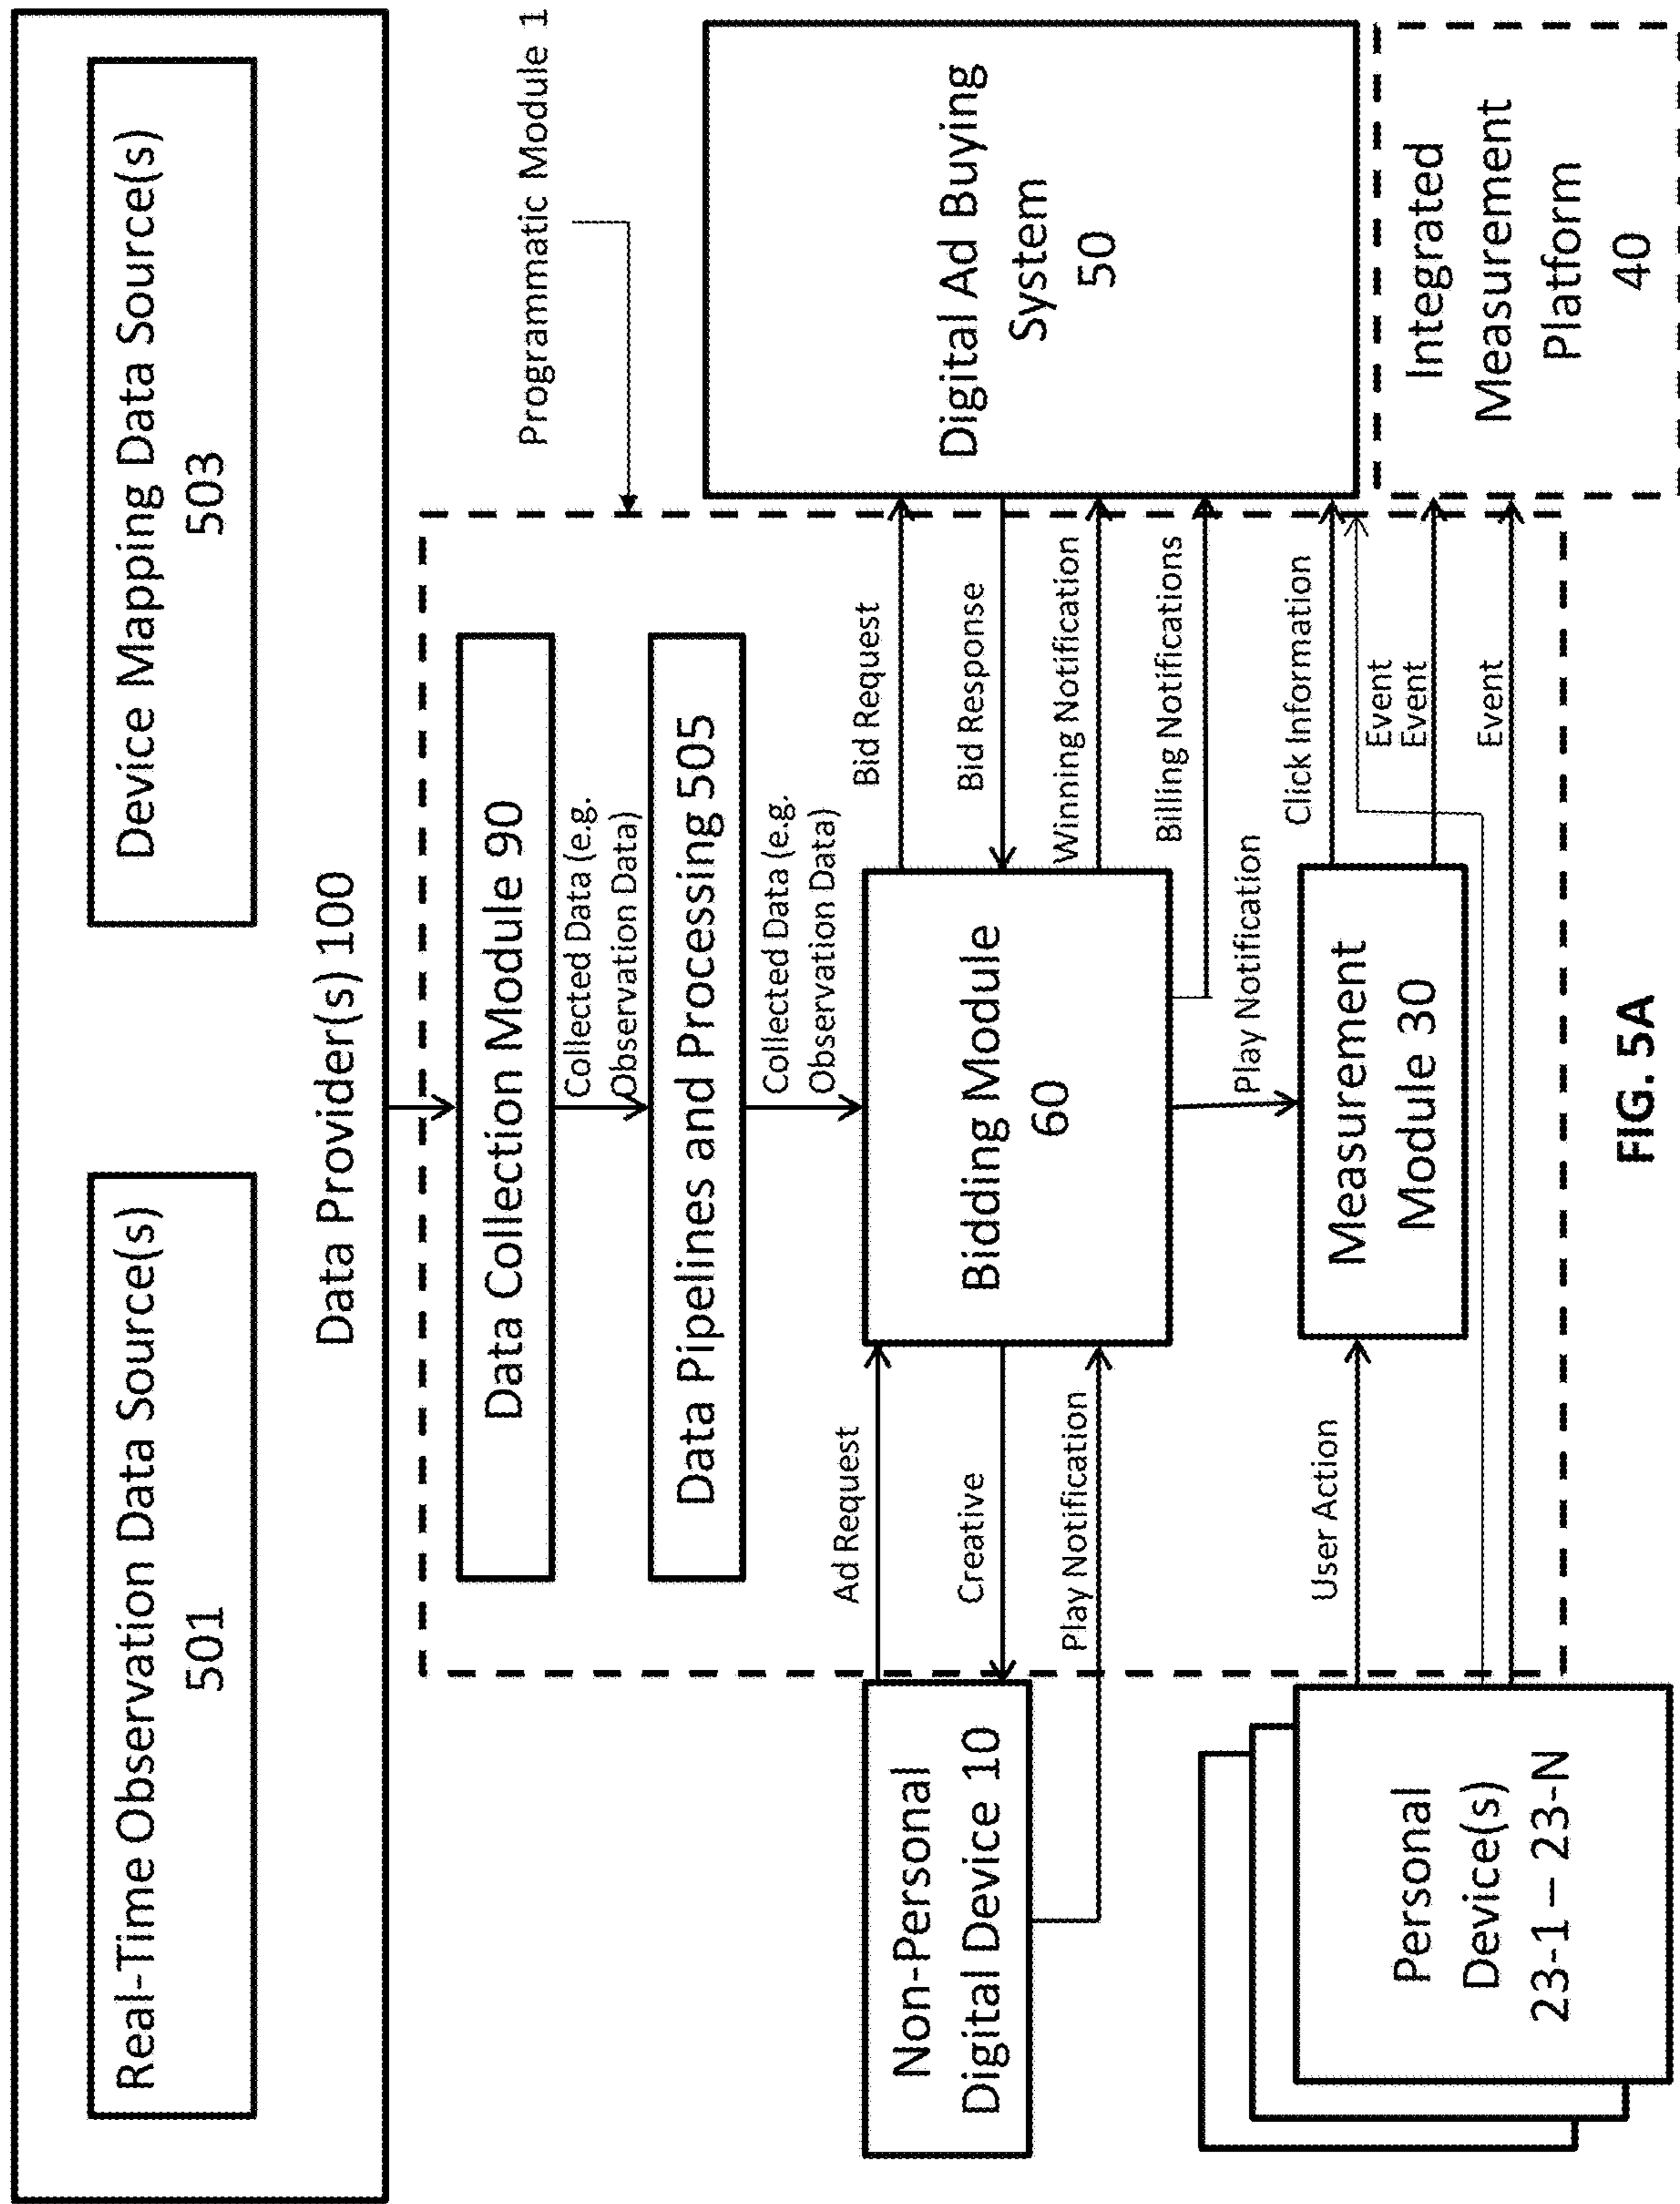 Real-Time Observation Data Source(s)
501
Device Mapping Data Source(s)
503
Data Provider(s) 100
Programmatic Module 1
Data Collection Module 90
Collected Data (e.g.
Observation Data)
Data Pipelines and Processing 505
Collected Data (e.g.
Observation Data)
Non-Personal
Digital Device 10
Ad Request
Creative
Play Notification
Bidding Module
60
Bid Request
Bid Response
Winning Notification
Billing Notifications
Digital Ad Buying
System
50
Play Notification
Personal
Device(s)
23-1 – 23-N
User Action
Measurement
Module 30
Click Information
Event
Event
Event
Integrated
Measurement
Platform
40
FIG. 5A